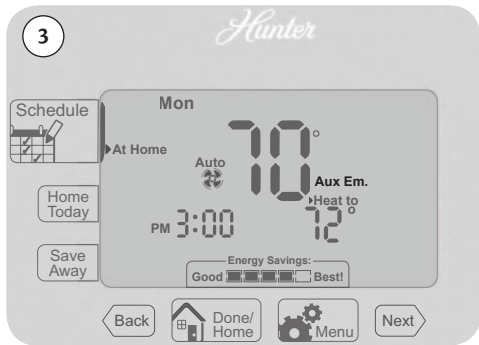 3
Hunter
Schedule
Mon
At Home
70°
Auto
Aux Em.
Heat to
Home
Today
PM 3:00
72°
Save
Away
Energy Savings:
Good
Best!
Back
Done/
Home
Menu
Next